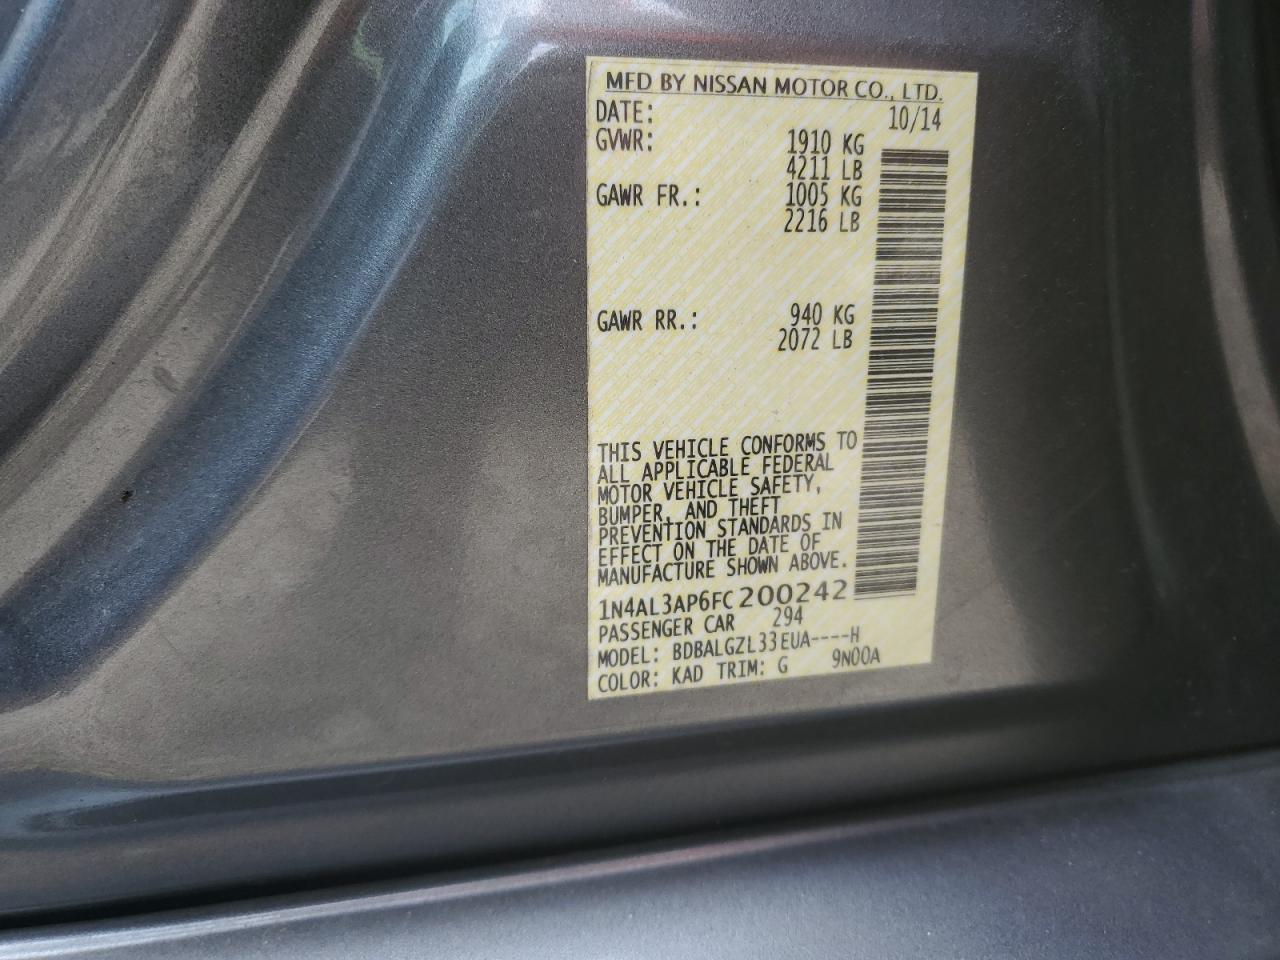 MFD BY NISSAN MOTOR CO., LTD.
DATE: 10/14
GVWR: 1910 KG
4211 LB
GAWR FR.: 1005 KG
2216 LB
GAWR RR.: 940 KG
2072 LB
THIS VEHICLE CONFORMS TO
ALL APPLICABLE FEDERAL
MOTOR VEHICLE SAFETY,
BUMPER, AND THEFT
PREVENTION STANDARDS IN
EFFECT ON THE DATE OF
MANUFACTURE SHOWN ABOVE.
1N4AL3AP6FC200242
PASSENGER CAR 294
MODEL: BDBALGZL33EUA----H
COLOR: KAD TRIM: G 9N00A